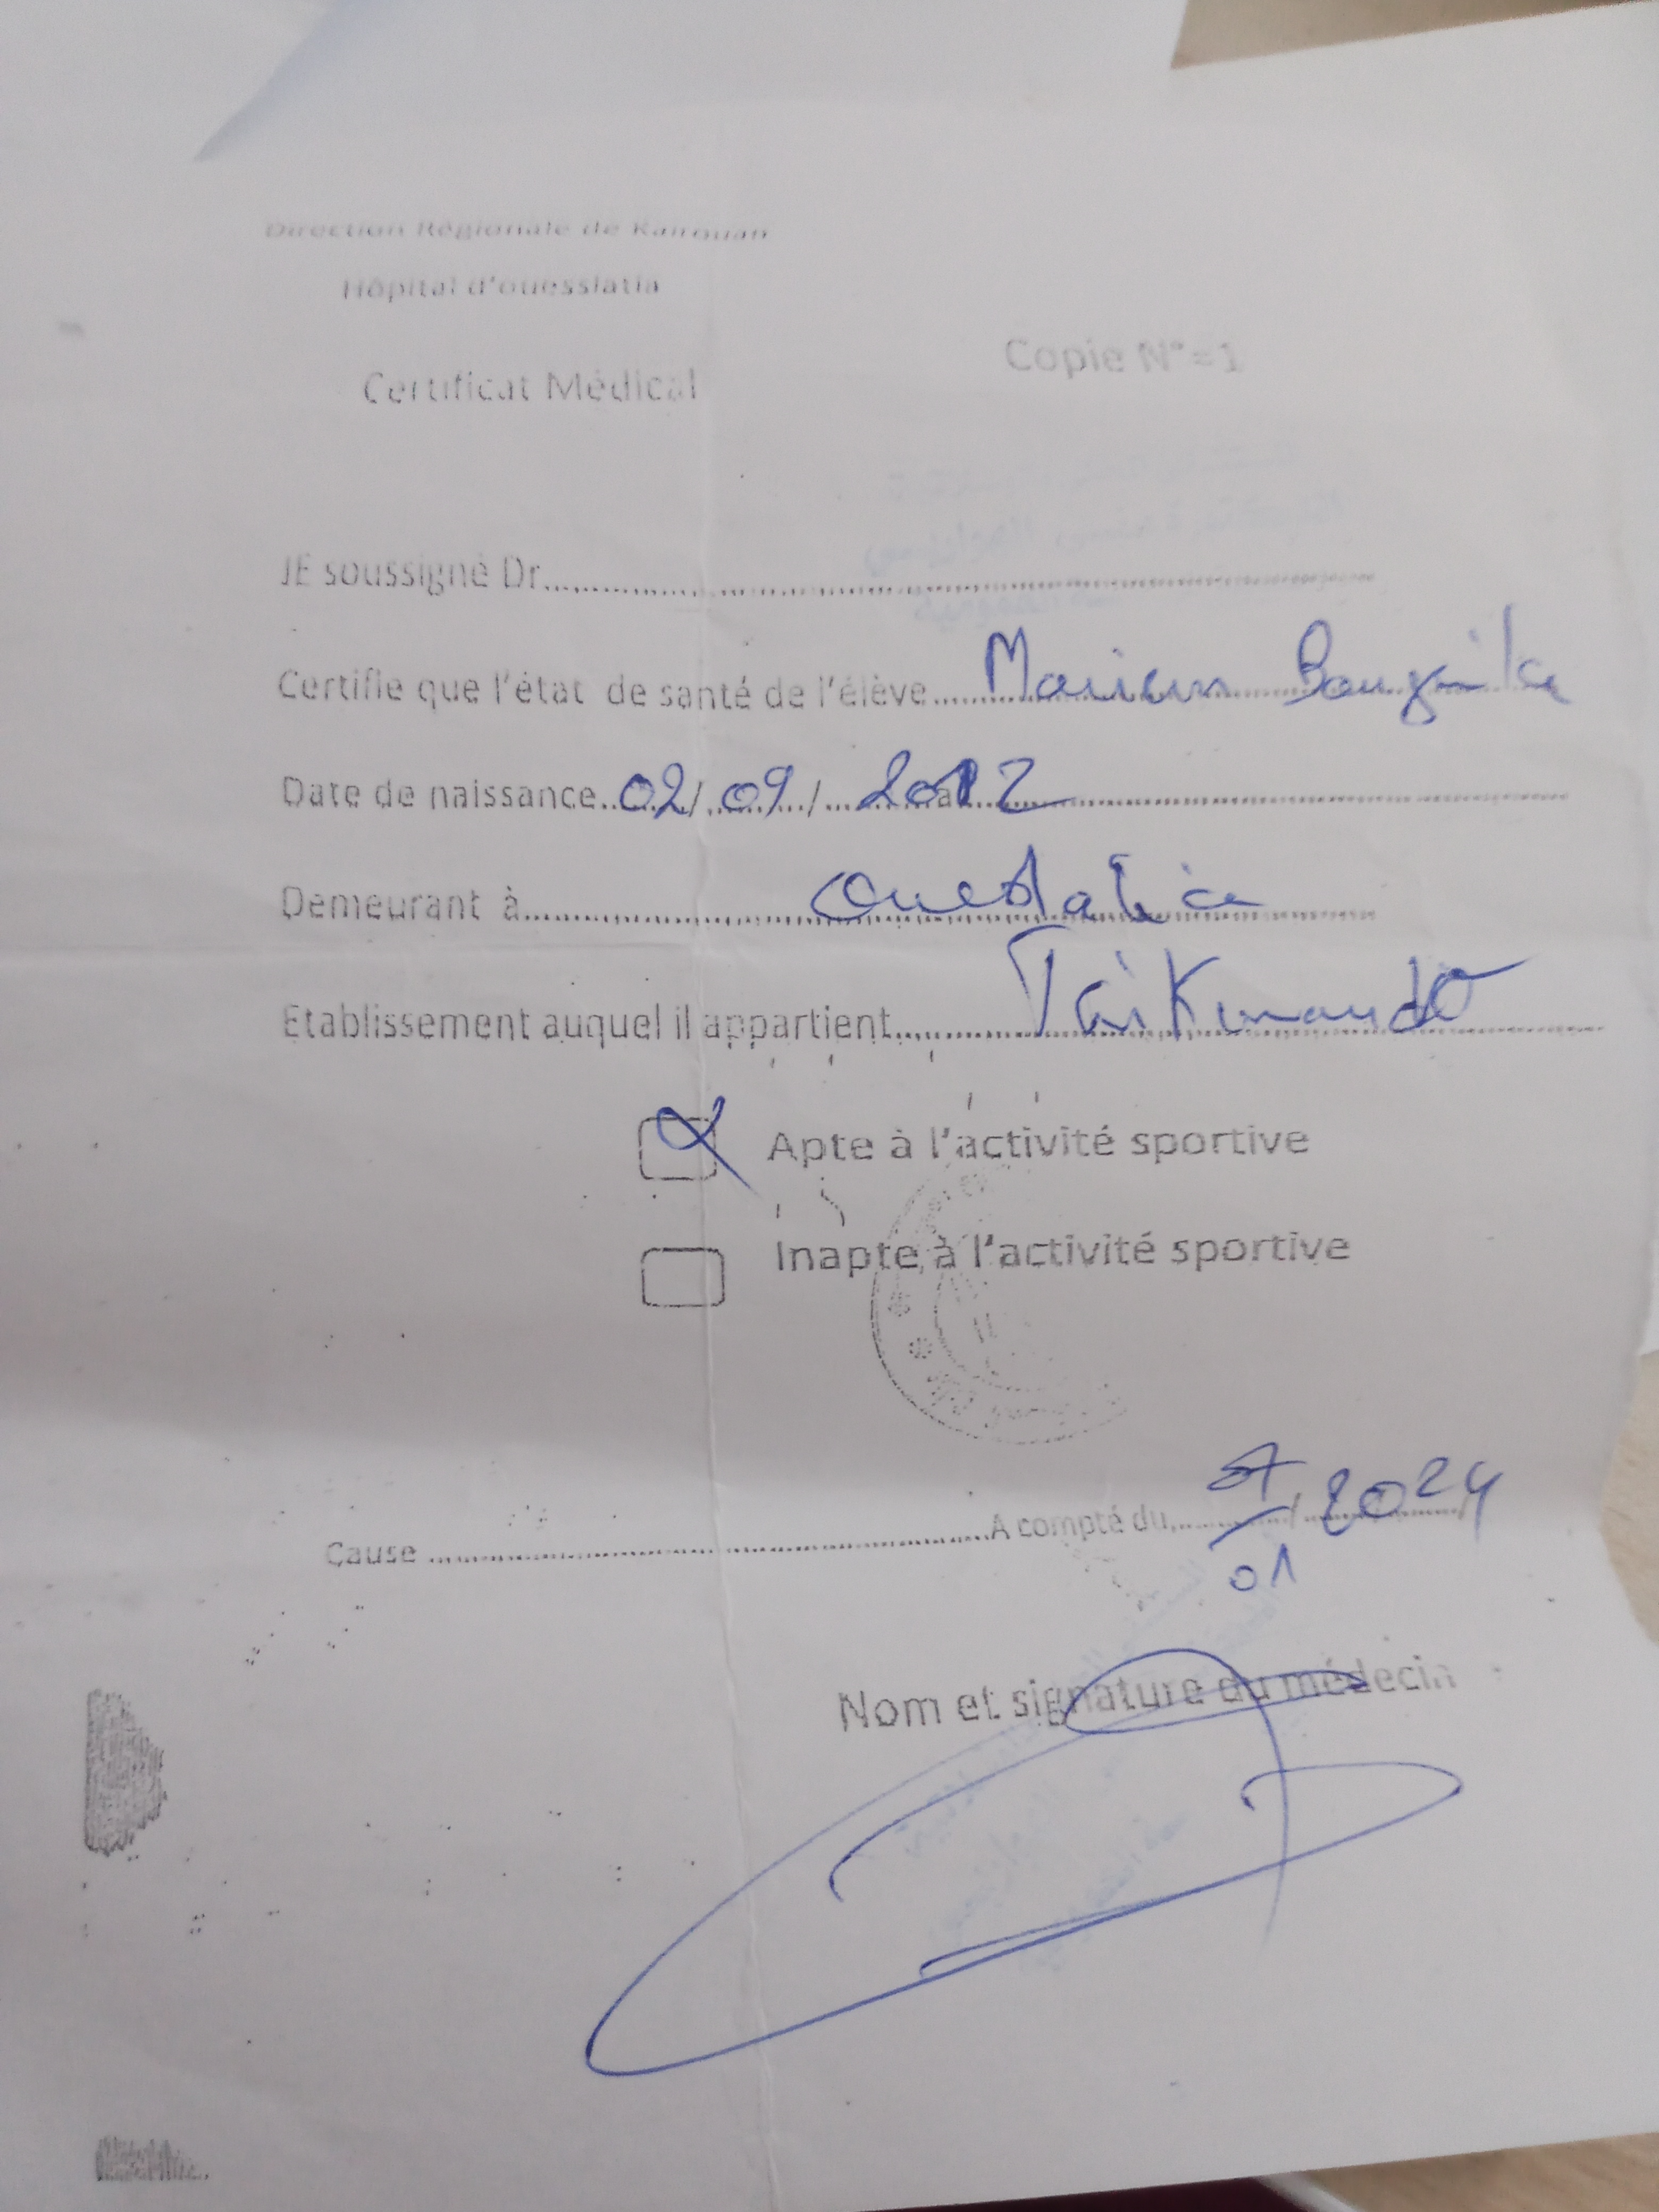 Direction Régionale de Kairouan
Hôpital d'ouesslatia
Certificat Médical
Copie N°=1
JE soussigné Dr
Certifie que l'état de santé de l'élève Mariem
Date de naissance 02/09/2012
Demeurant à Oueslatia
Etablissement auquel il appartient Taikwando
Apte à l'activité sportive
Inapte à l'activité sportive
Cause A compté du 07/01/2024
Nom et signature du médecin